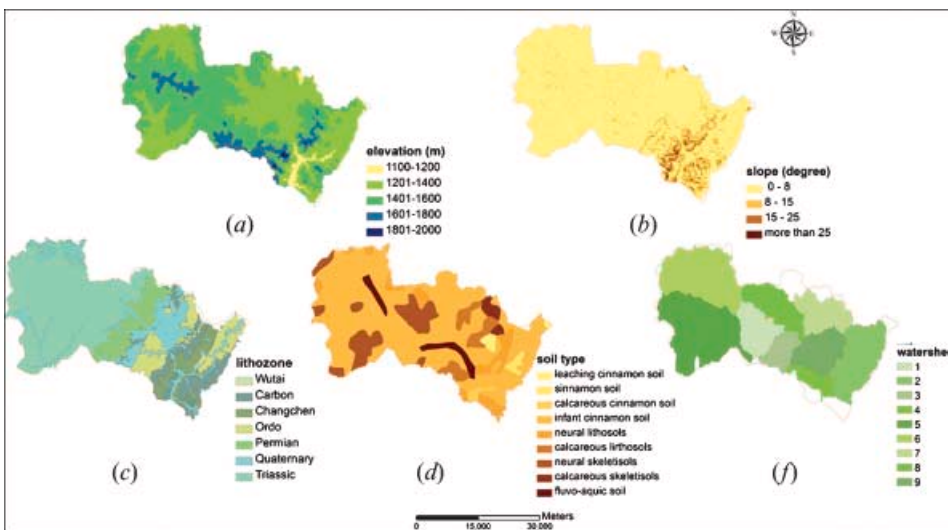 N
E
S
W
elevation (m)
1100-1200
1201-1400
1401-1600
1601-1800
1801-2000
(a)
slope (degree)
0 - 8
8 - 15
15 - 25
more than 25
(b)
lithozone
Wutai
Carbon
Changchen
Ordo
Permian
Quaternary
Triassic
(c)
soil type
leaching cinnamon soil
sinnamon soil
calcareous cinnamon soil
infant cinnamon soil
neural lithosols
calcareous lirthosols
neural skeletisols
calcareous skeletisols
fluvo-aquic soil
(d)
watershed
1
2
3
4
5
6
7
8
9
(f)
Meters
0 15.000 30.000